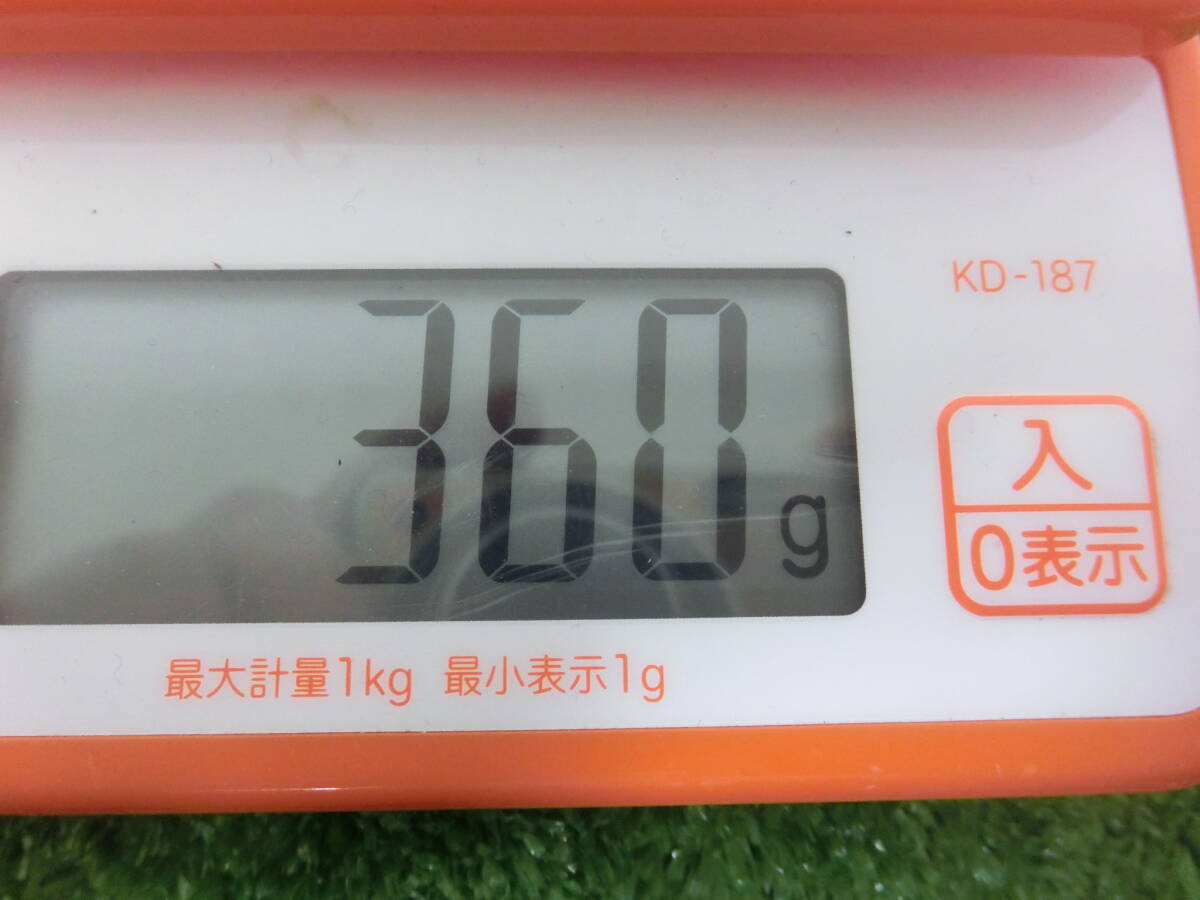 KD-187
360g
入
0表示
最大計量1kg 最小表示1g